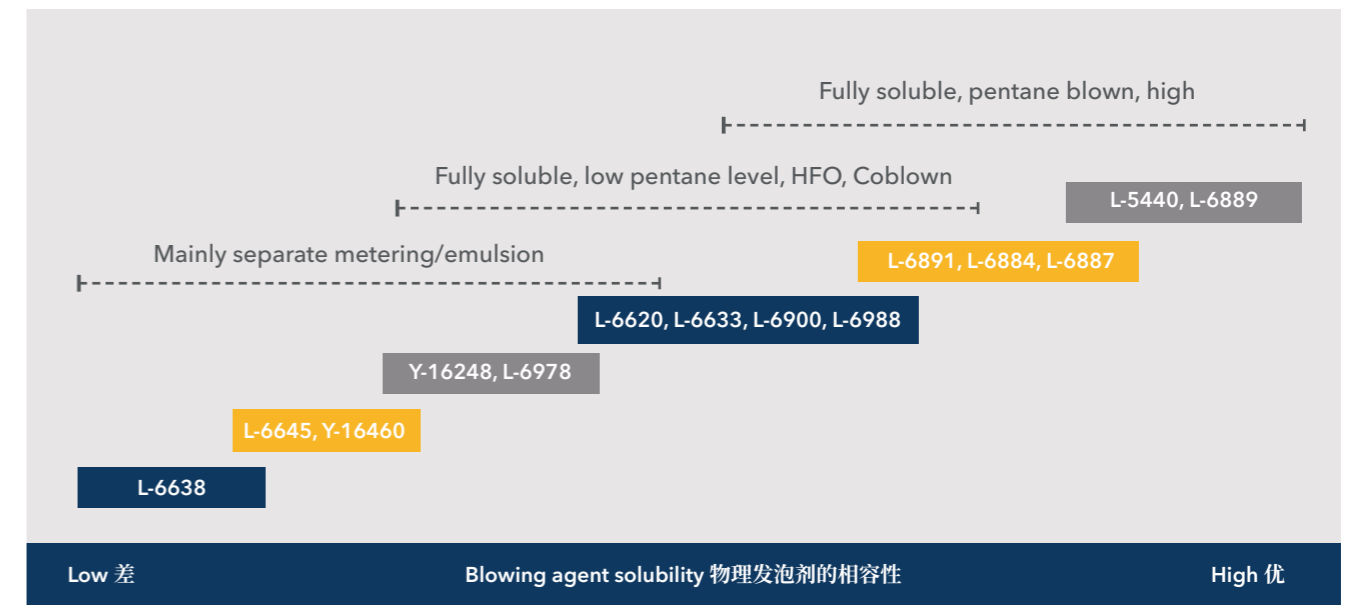 Fully soluble, pentane blown, high
Fully soluble, low pentane level, HFO, Coblown
L-5440, L-6889
Mainly separate metering/emulsion
L-6891, L-6884, L-6887
L-6620, L-6633, L-6900, L-6988
Y-16248, L-6978
L-6645, Y-16460
L-6638
Low 差
Blowing agent solubility 物理发泡剂的相容性
High 优